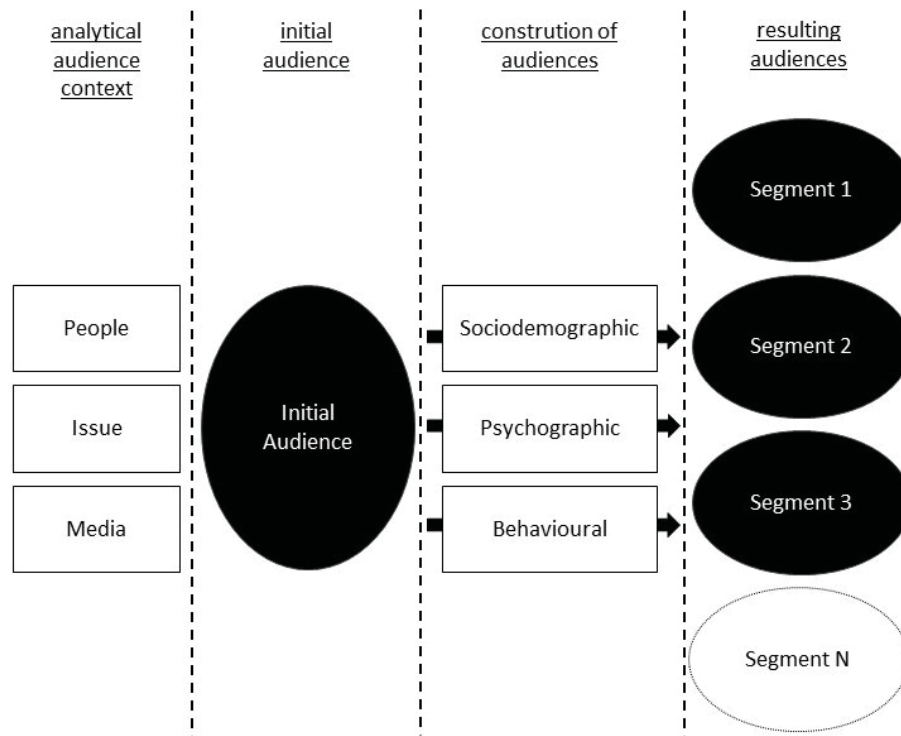 analytical
audience
context
initial
audience
constrution of
audiences
resulting
audiences
People
Issue
Media
Initial
Audience
Sociodemographic
Psychographic
Behavioural
Segment 1
Segment 2
Segment 3
Segment N